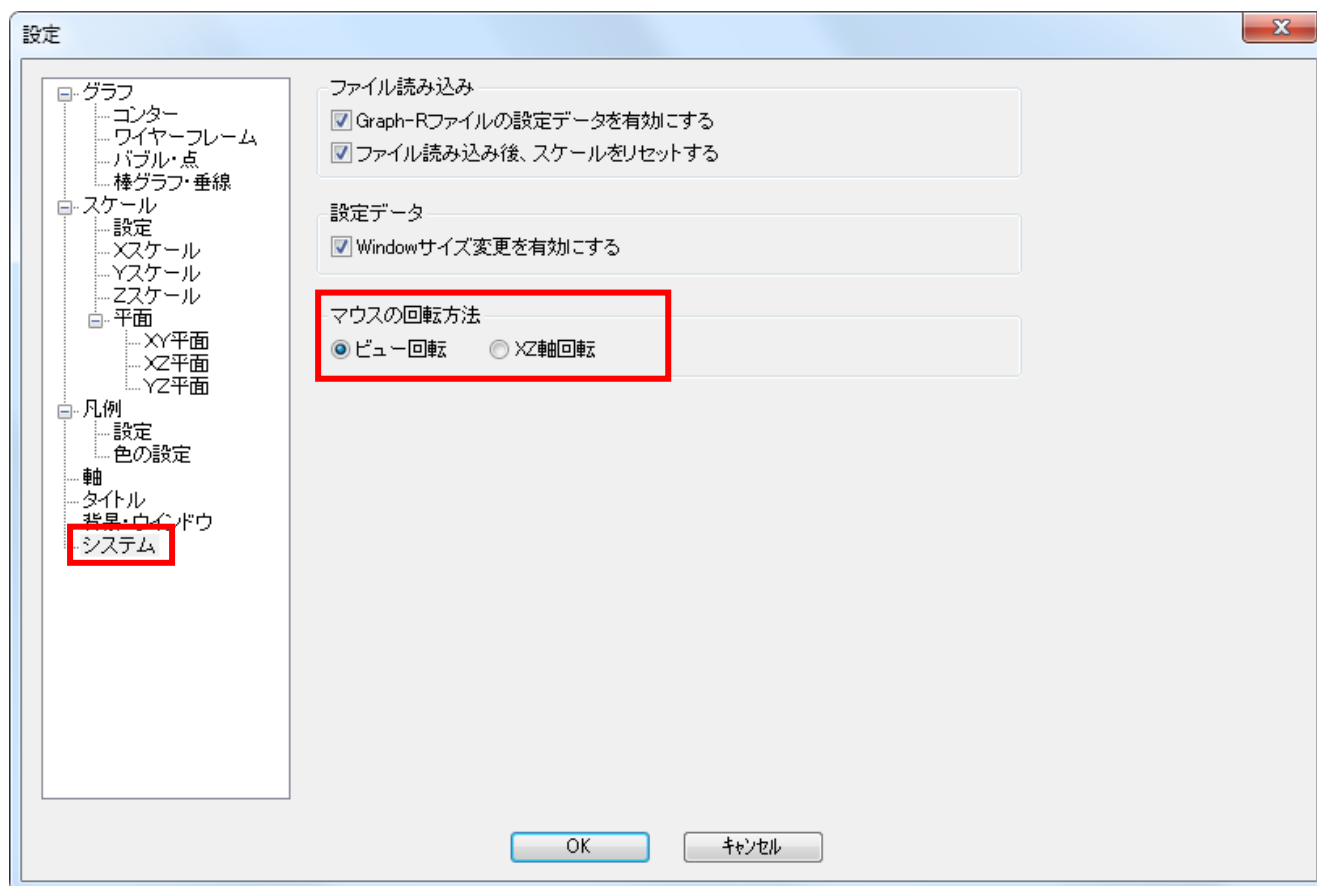 設定
グラフ
コンター
ワイヤーフレーム
バブル・点
棒グラフ・垂線
スケール
設定
Xスケール
Yスケール
Zスケール
平面
XY平面
XZ平面
YZ平面
凡例
設定
色の設定
軸
タイトル
背景・ウインドウ
システム
ファイル読み込み
Graph-Rファイルの設定データを有効にする
ファイル読み込み後、スケールをリセットする
設定データ
Windowサイズ変更を有効にする
マウスの回転方法
ビュー回転 XZ軸回転
OK キャンセル